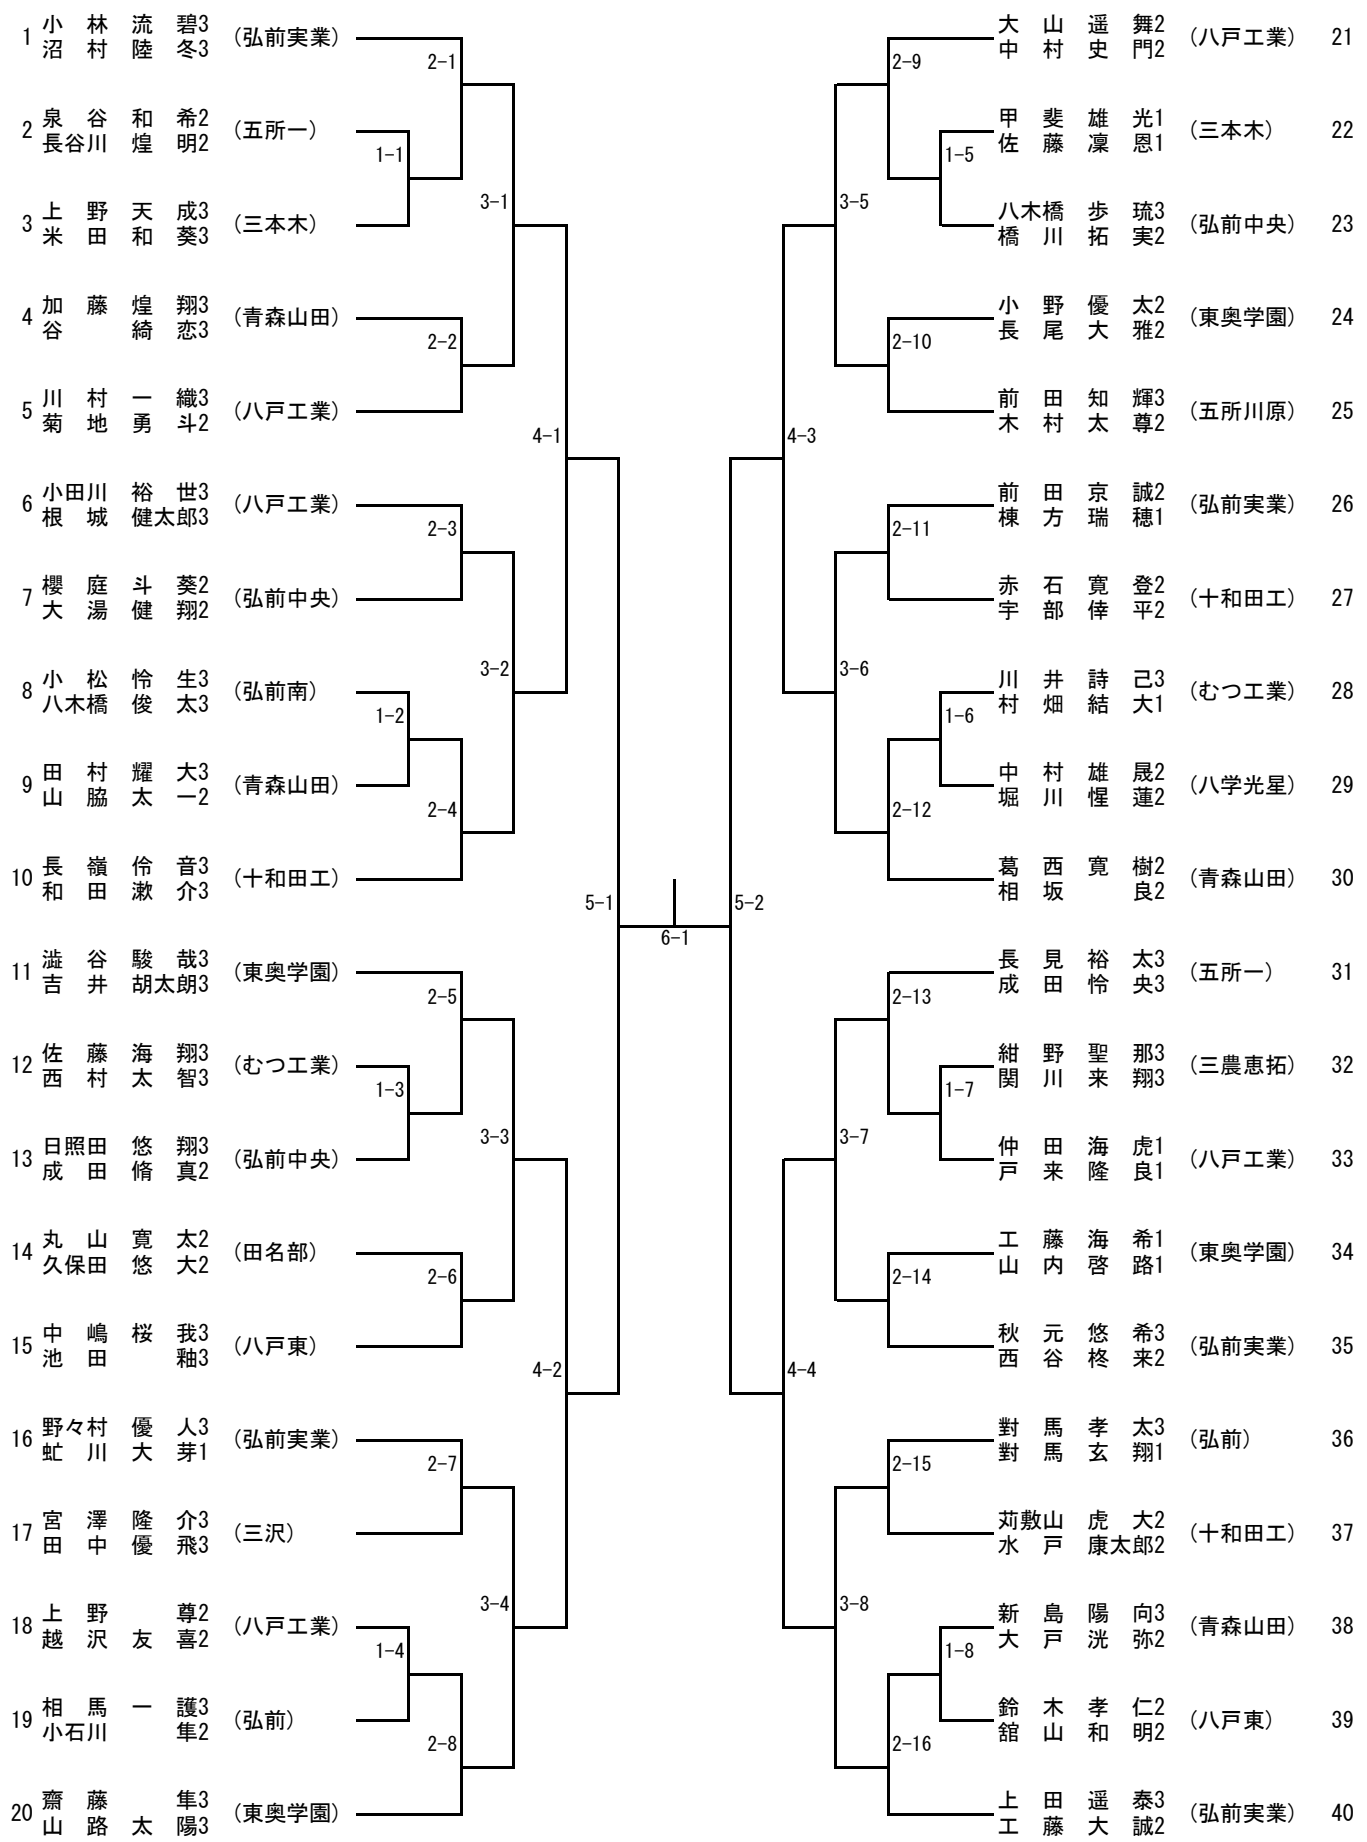 1 小林流碧3 (弘前実業)
沼村陸冬3
2 泉谷和希2 (五所一)
長谷川煌明2
3 上野天成3 (三本木)
米田和葵3
4 加藤煌翔3 (青森山田)
谷綺恋3
5 川村一織3 (八戸工業)
菊地勇斗2
6 小田川裕世3 (八戸工業)
根城健太郎3
7 櫻庭斗葵2 (弘前中央)
大湯健翔2
8 小松怜生3 (弘前南)
八木橋俊太3
9 田村耀大3 (青森山田)
山脇太一2
10 長嶺伶音3 (十和田工)
和田漱介3
11 澁谷駿哉3 (東奥学園)
吉井胡太朗3
12 佐藤海翔3 (むつ工業)
西村太智3
13 日照田悠翔3 (弘前中央)
成田脩真2
14 丸山寛太2 (田名部)
久保田悠大2
15 中嶋桜我3 (八戸東)
池田釉3
16 野々村優人3 (弘前実業)
虻川大芽1
17 宮澤隆介3 (三沢)
田中優飛3
18 上野尊2 (八戸工業)
越沢友喜2
19 相馬一護3 (弘前)
小石川隼2
20 齋藤隼3 (東奥学園)
山路太陽3
1-1
1-2
1-3
1-4
2-1
2-2
2-3
2-4
2-5
2-6
2-7
2-8
3-1
3-2
3-3
3-4
4-1
4-2
5-1
6-1
5-2
4-3
4-4
3-5
3-6
3-7
3-8
2-9
2-10
2-11
2-12
2-13
2-14
2-15
2-16
1-5
1-6
1-7
1-8
大山遥舞2 (八戸工業) 21
中村史門2
甲斐雄光1 (三本木) 22
佐藤凜恩1
八木橋歩琉3 (弘前中央) 23
橋川拓実2
小野優太2 (東奥学園) 24
長尾大雅2
前田知輝3 (五所川原) 25
木村太尊2
前田京誠2 (弘前実業) 26
棟方瑞穂1
赤石寛登2 (十和田工) 27
宇部倖平2
川井詩己3 (むつ工業) 28
村畑結大1
中村雄晟2 (八学光星) 29
堀川惺蓮2
葛西寛樹2 (青森山田) 30
相坂良2
長見裕太3 (五所一) 31
成田怜央3
紺野聖那3 (三農恵拓) 32
関川来翔3
仲田海虎1 (八戸工業) 33
戸来隆良1
工藤海希1 (東奥学園) 34
山内啓路1
秋元悠希3 (弘前実業) 35
西谷柊来2
對馬孝太3 (弘前) 36
對馬玄翔1
苅敷山虎大2 (十和田工) 37
水戸康太郎2
新島陽向3 (青森山田) 38
大戸洸弥2
鈴木孝仁2 (八戸東) 39
舘山和明2
上田遥泰3 (弘前実業) 40
工藤大誠2